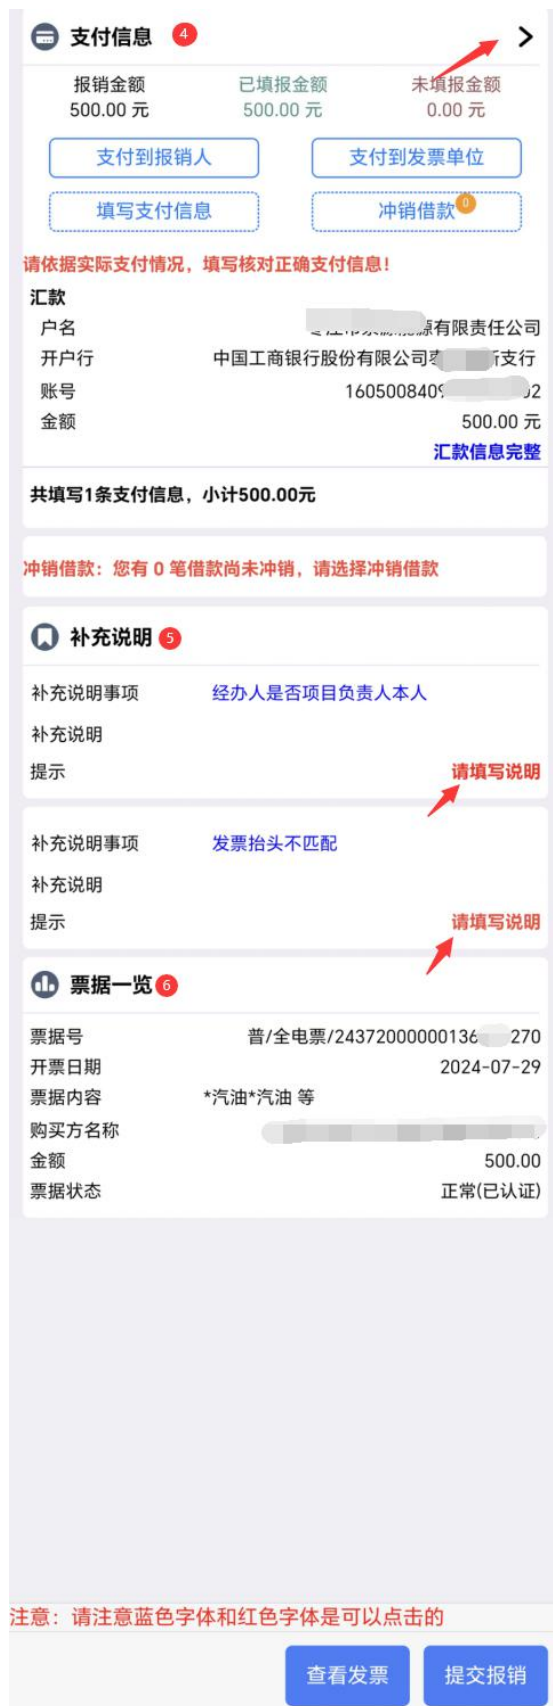 支付信息 4
报销金额 已填报金额 未填报金额
500.00 元 500.00 元 0.00 元
支付到报销人 支付到发票单位
填写支付信息 冲销借款 0
请依据实际支付情况，填写核对正确支付信息！
汇款
户名 源有限责任公司
开户行 中国工商银行股份有限公司 支行
账号 160500840 2
金额 500.00 元
汇款信息完整
共填写1条支付信息，小计500.00元
冲销借款：您有 0 笔借款尚未冲销，请选择冲销借款
补充说明 5
补充说明事项 经办人是否项目负责人本人
补充说明
提示 请填写说明
补充说明事项 发票抬头不匹配
补充说明
提示 请填写说明
票据一览 6
票据号 普/全电票/24372000000136 270
开票日期 2024-07-29
票据内容 *汽油*汽油 等
购买方名称
金额 500.00
票据状态 正常(已认证)
注意：请注意蓝色字体和红色字体是可以点击的
查看发票 提交报销